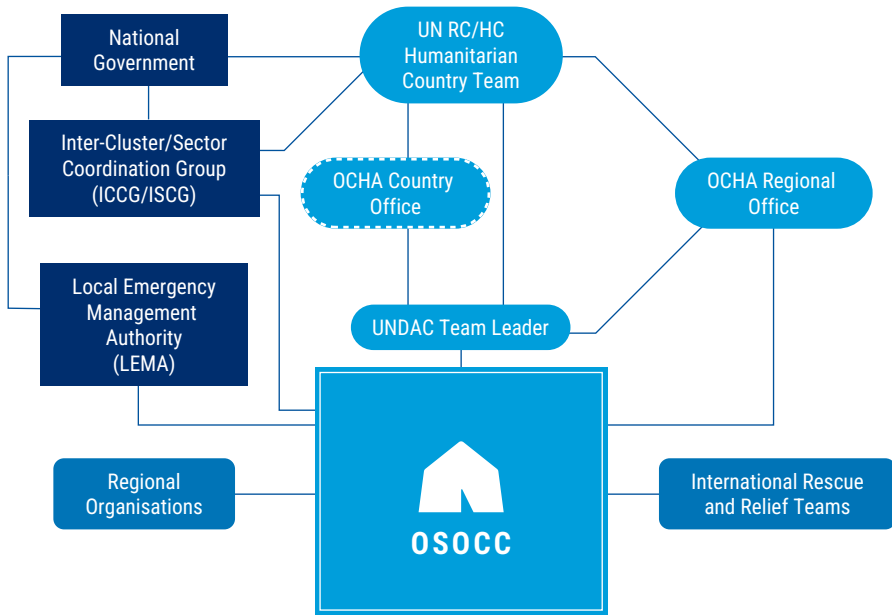 National
Government
UN RC/HC
Humanitarian
Country Team
Inter-Cluster/Sector
Coordination Group
(ICCG/ISCG)
OCHA Country
Office
OCHA Regional
Office
Local Emergency
Management
Authority
(LEMA)
UNDAC Team Leader
Regional
Organisations
OSOCC
International Rescue
and Relief Teams